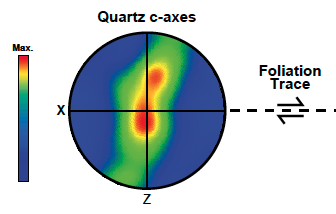 Quartz c-axes
Max.
Foliation
Trace
X
Z